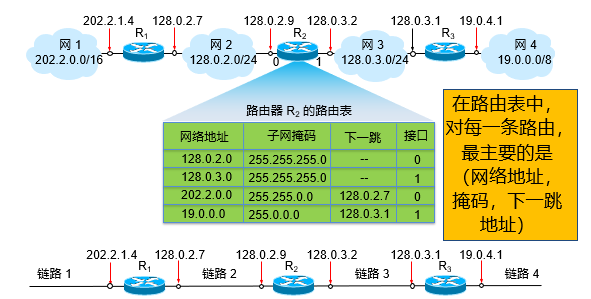 202.2.1.4 128.0.2.7 128.0.2.9 128.0.3.2 128.0.3.1 19.0.4.1
网 1 R1 网 2 R2 网 3 R3 网 4
202.2.0.0/16 128.0.2.0/24 0 1 128.0.3.0/24 19.0.0.0/8
路由器 R2 的路由表
网络地址 子网掩码 下一跳 接口
128.0.2.0 255.255.255.0 -- 0
128.0.3.0 255.255.255.0 -- 1
202.2.0.0 255.255.0.0 128.0.2.7 0
19.0.0.0 255.0.0.0 128.0.3.1 1
在路由表中，
对每一条路由，
最主要的是
（网络地址，
掩码，下一跳
地址）
202.2.1.4 128.0.2.7 128.0.2.9 128.0.3.2 128.0.3.1 19.0.4.1
链路 1 R1 链路 2 R2 链路 3 R3 链路 4